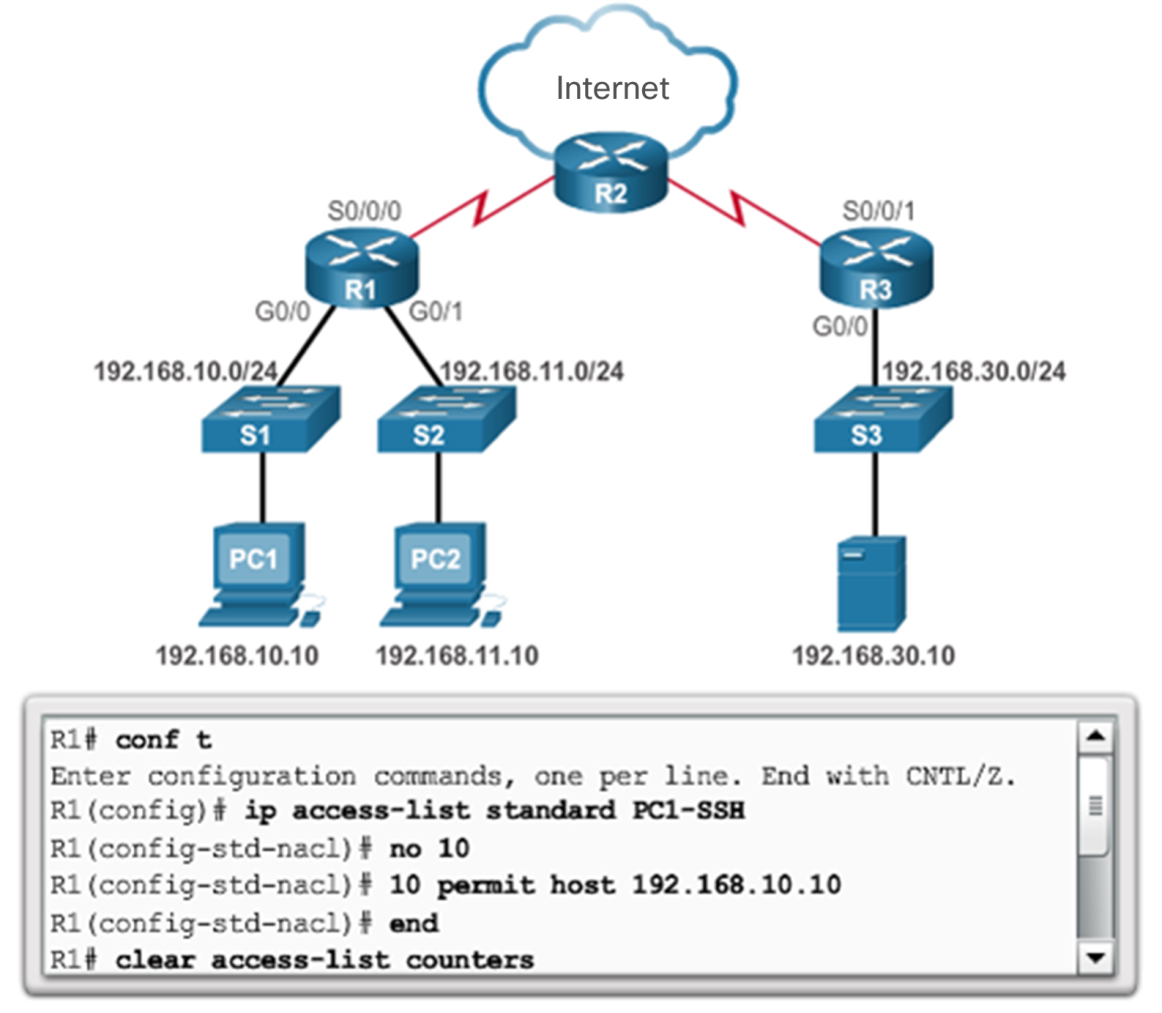 Internet
R2
S0/0/0
S0/0/1
R1
R3
G0/0
G0/1
G0/0
192.168.10.0/24
192.168.11.0/24
192.168.30.0/24
S1
S2
S3
PC1
PC2
192.168.10.10
192.168.11.10
192.168.30.10
R1# conf t
Enter configuration commands, one per line. End with CNTL/Z.
R1(config)# ip access-list standard PC1-SSH
R1(config-std-nacl)# no 10
R1(config-std-nacl)# 10 permit host 192.168.10.10
R1(config-std-nacl)# end
R1# clear access-list counters